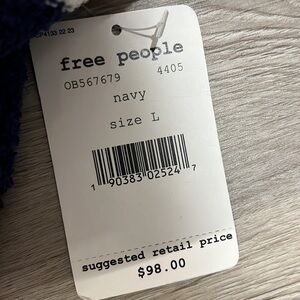 free people
OB567679 4405
navy
size L
1 90383 02524 7
suggested retail price
$98.00